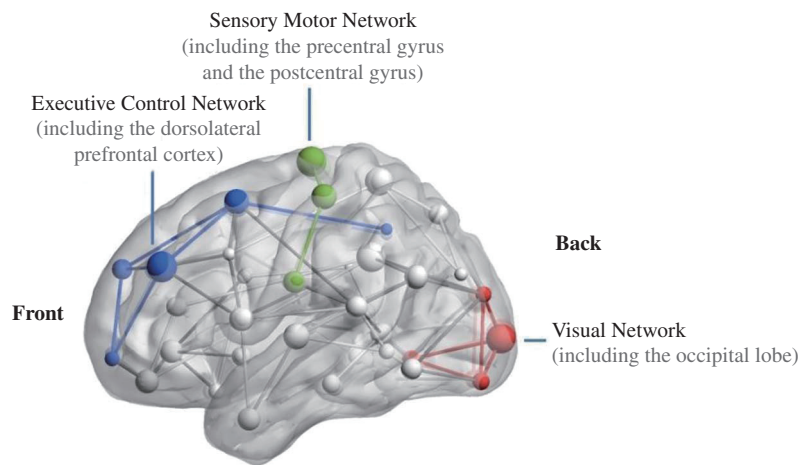 Sensory Motor Network
(including the precentral gyrus
and the postcentral gyrus)
Executive Control Network
(including the dorsolateral
prefrontal cortex)
Back
Front
Visual Network
(including the occipital lobe)